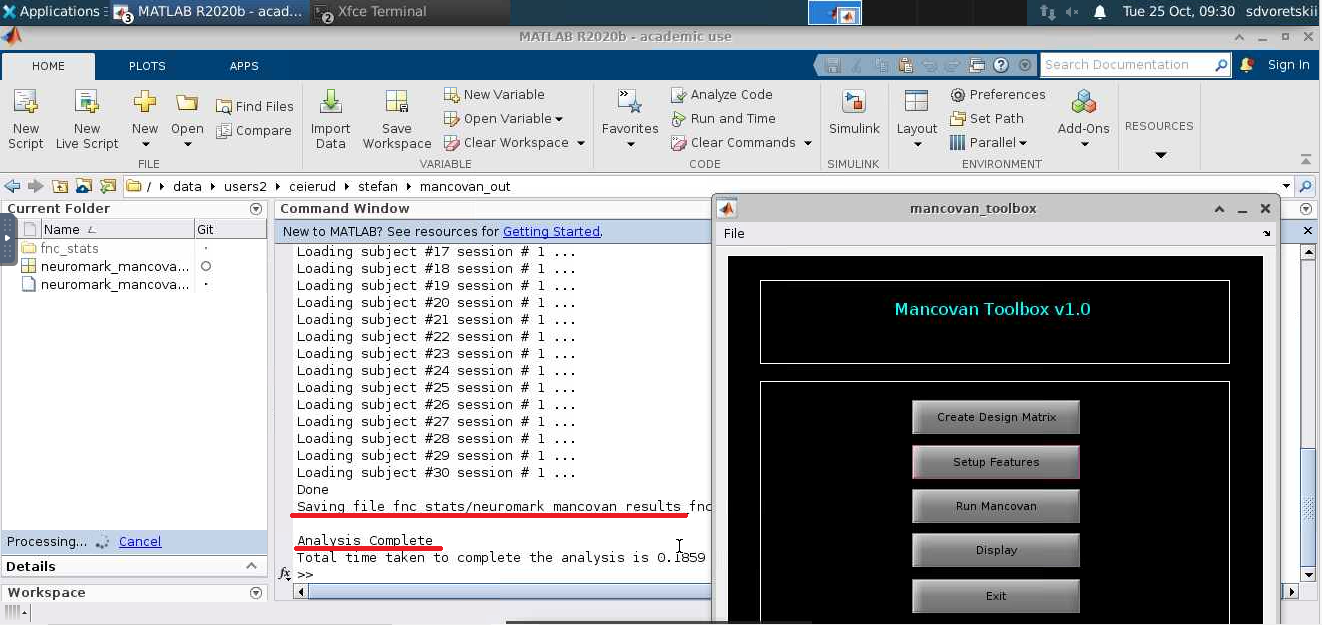 Applications
MATLAB R2020b - acad...
Xfce Terminal
Tue 25 Oct, 09:30 sdvoretskii
MATLAB R2020b - academic use
HOME PLOTS APPS
Search Documentation
Sign In
New Script
New Live Script
New
Open
Find Files
Compare
FILE
Import Data
Save Workspace
New Variable
Open Variable
Clear Workspace
VARIABLE
Favorites
Analyze Code
Run and Time
Clear Commands
CODE
Simulink
SIMULINK
Layout
Preferences
Set Path
Parallel
Add-Ons
ENVIRONMENT
RESOURCES
/ data users2 ceierud stefan mancovan_out
Current Folder
Name Git
fnc_stats
neuromark_mancova...
neuromark_mancova...
Processing... Cancel
Details
Workspace
Command Window
New to MATLAB? See resources for Getting Started.
Loading subject #17 session # 1 ...
Loading subject #18 session # 1 ...
Loading subject #19 session # 1 ...
Loading subject #20 session # 1 ...
Loading subject #21 session # 1 ...
Loading subject #22 session # 1 ...
Loading subject #23 session # 1 ...
Loading subject #24 session # 1 ...
Loading subject #25 session # 1 ...
Loading subject #26 session # 1 ...
Loading subject #27 session # 1 ...
Loading subject #28 session # 1 ...
Loading subject #29 session # 1 ...
Loading subject #30 session # 1 ...
Done
Saving file fnc_stats/neuromark_mancovan_results_fnc
Analysis Complete
Total time taken to complete the analysis is 0.1859
fx >>
mancovan_toolbox
File
Mancovan Toolbox v1.0
Create Design Matrix
Setup Features
Run Mancovan
Display
Exit